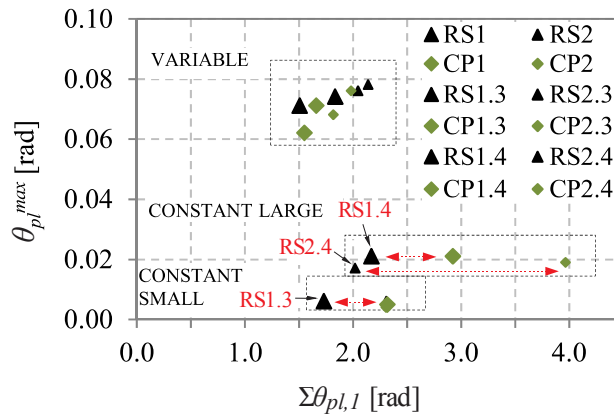 0.10
0.08
0.06
0.04
0.02
0.00
θpl^max [rad]
VARIABLE
▲RS1 ▲RS2
◆CP1 ◆CP2
▲RS1.3 ▲RS2.3
◆CP1.3 ◆CP2.3
▲RS1.4 ▲RS2.4
◆CP1.4 ◆CP2.4
CONSTANT LARGE
RS1.4
RS2.4
CONSTANT
SMALL
RS1.3
0.0 1.0 2.0 3.0 4.0
Σθpl,1 [rad]